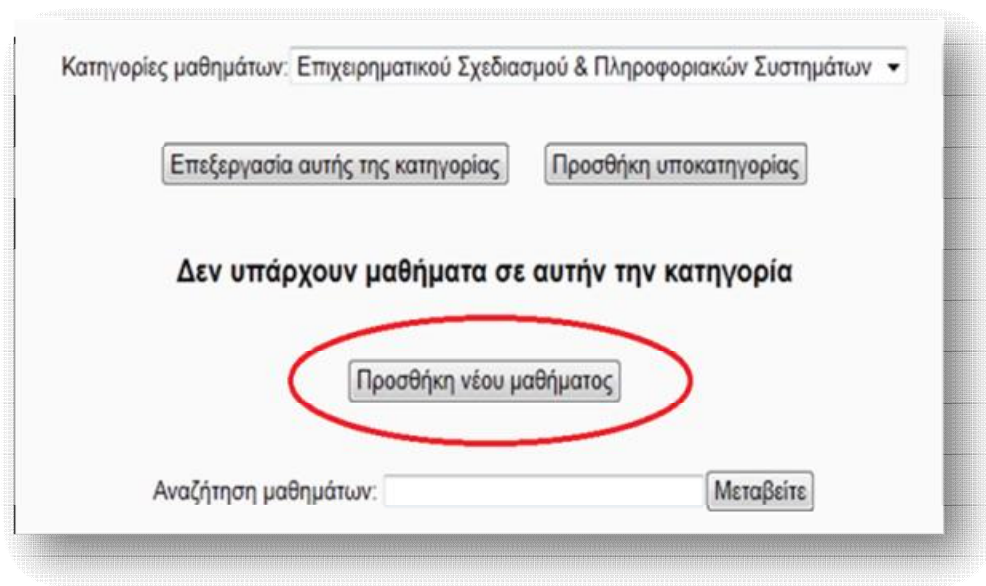 Κατηγορίες μαθημάτων: Επιχειρηματικού Σχεδιασμού & Πληροφοριακών Συστημάτων
Επεξεργασία αυτής της κατηγορίας Προσθήκη υποκατηγορίας
Δεν υπάρχουν μαθήματα σε αυτήν την κατηγορία
Προσθήκη νέου μαθήματος
Αναζήτηση μαθημάτων: Μεταβείτε